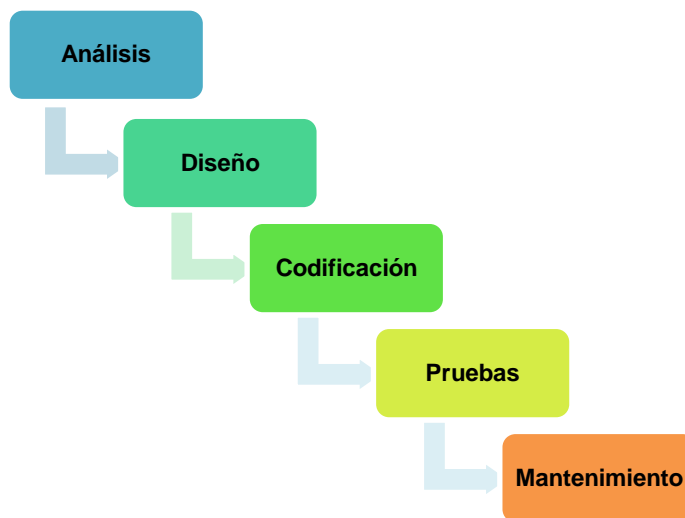 Análisis
Diseño
Codificación
Pruebas
Mantenimiento